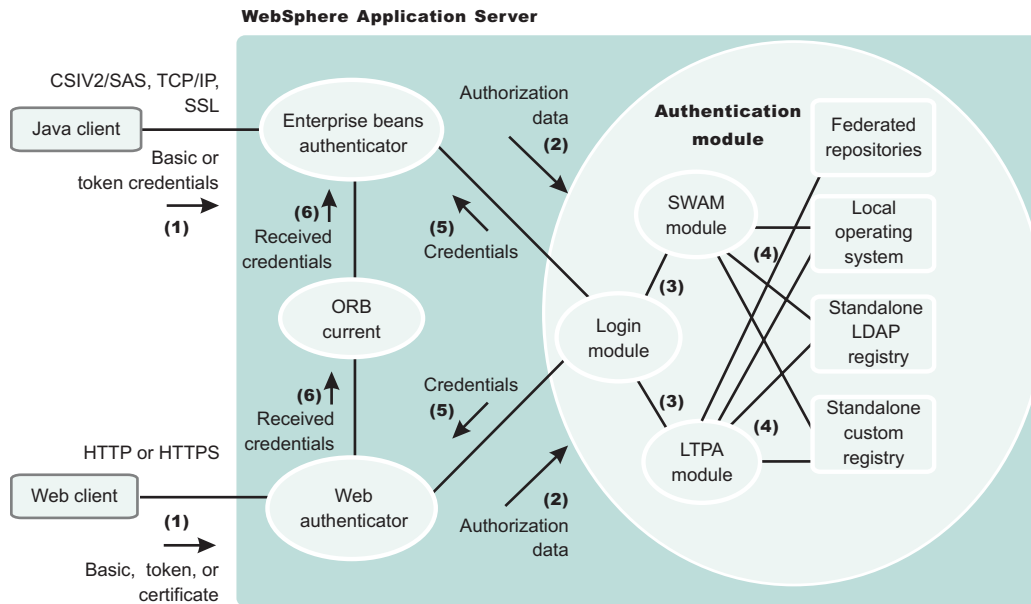 WebSphere Application Server
CSIV2/SAS, TCP/IP,
SSL
Java client
Basic or
token credentials
(1)
Enterprise beans
authenticator
Authorization
data
(2)
Authentication
module
Federated
repositories
SWAM
module
Local
operating
system
(6)
Received
credentials
(5)
Credentials
(4)
(3)
ORB
current
Login
module
Standalone
LDAP
registry
(6)
Received
credentials
Credentials
(5)
(3)
(4)
LTPA
module
Standalone
custom
registry
HTTP or HTTPS
Web client
(1)
Basic, token, or
certificate
Web
authenticator
(2)
Authorization
data